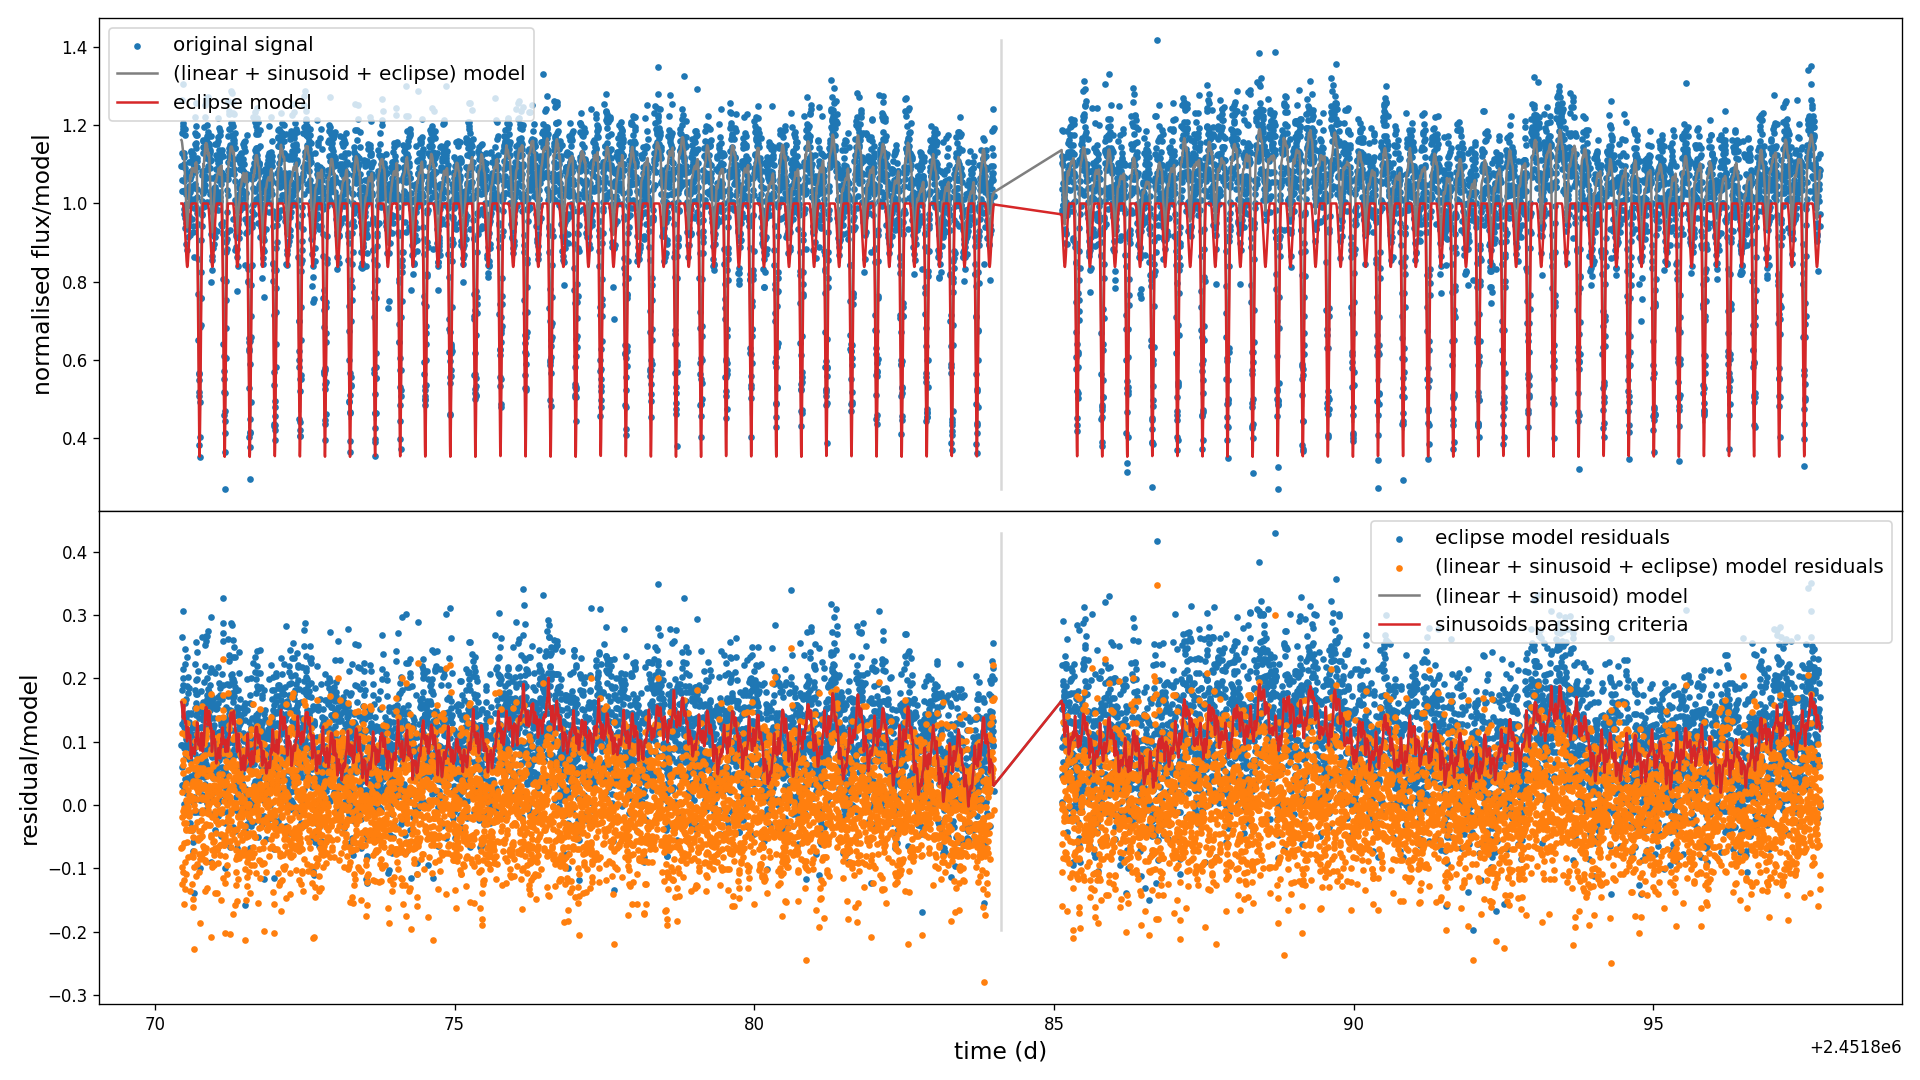 original signal
(linear + sinusoid + eclipse) model
eclipse model
normalised flux/model
1.4
1.2
1.0
0.8
0.6
0.4
eclipse model residuals
(linear + sinusoid + eclipse) model residuals
(linear + sinusoid) model
sinusoids passing criteria
residual/model
0.4
0.3
0.2
0.1
0.0
−0.1
−0.2
−0.3
70 75 80 85 90 95
time (d)
+2.4518e6